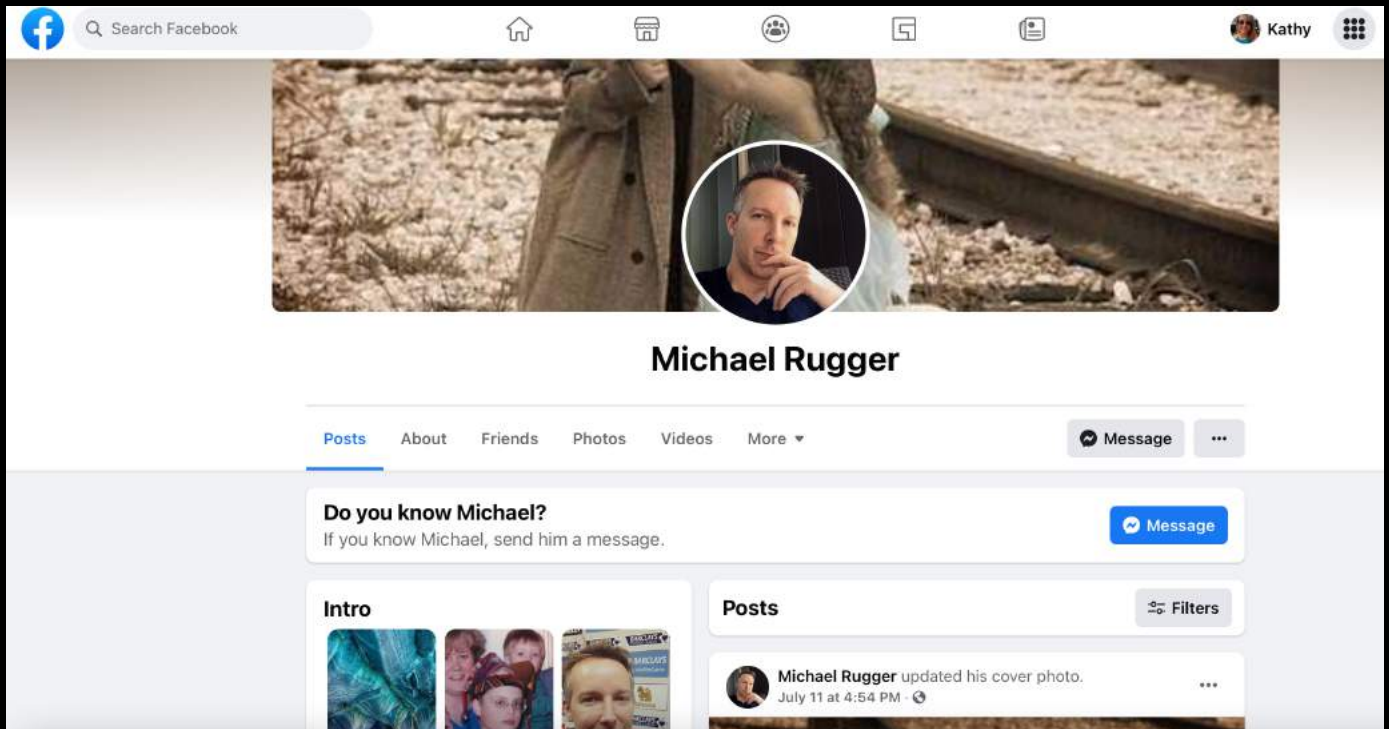 Search Facebook
Kathy
Michael Rugger
Posts About Friends Photos Videos More
Message
Do you know Michael?
If you know Michael, send him a message.
Message
Intro
BARCLAYS
BARCLAYS
Posts
Filters
Michael Rugger updated his cover photo.
July 11 at 4:54 PM ·